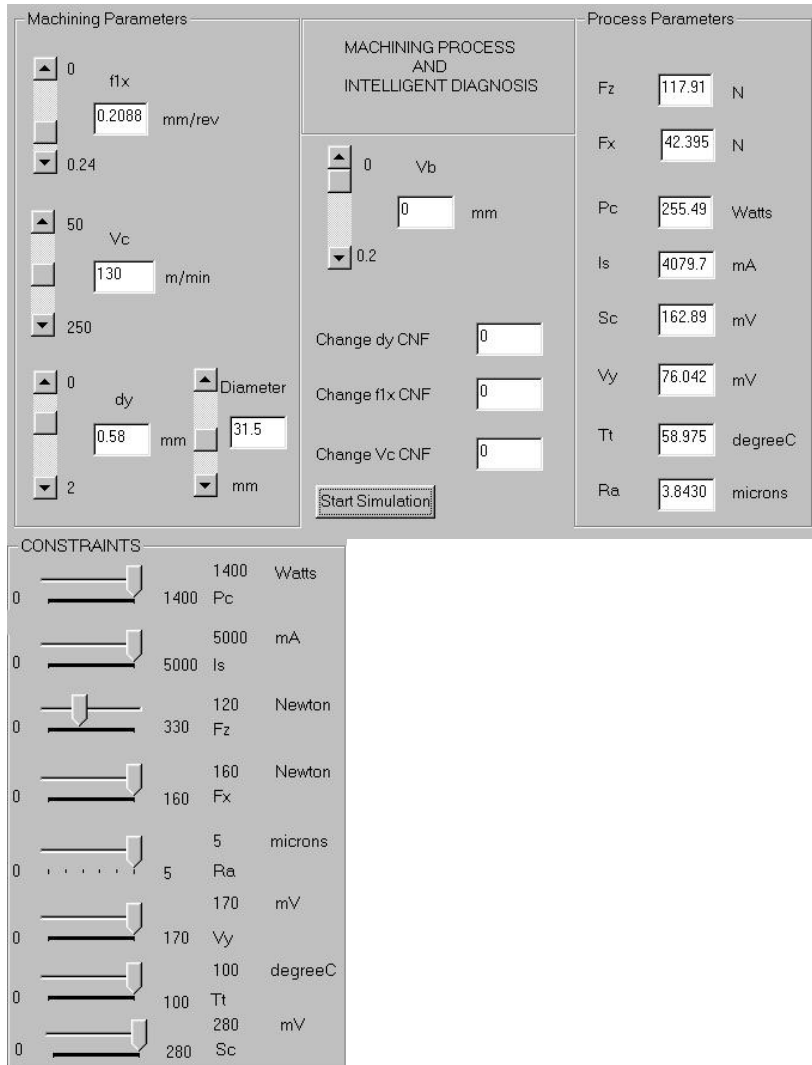 Machining Parameters
0
f1x
0.2088 mm/rev
0.24
50
Vc
130 m/min
250
0
dy
0.58 mm
2
Diameter
31.5
mm
MACHINING PROCESS
AND
INTELLIGENT DIAGNOSIS
0 Vb
0 mm
0.2
Change dy CNF 0
Change f1x CNF 0
Change Vc CNF 0
Start Simulation
Process Parameters
Fz 117.91 N
Fx 42.395 N
Pc 255.49 Watts
Is 4079.7 mA
Sc 162.89 mV
Vy 76.042 mV
Tt 58.975 degreeC
Ra 3.8430 microns
CONSTRAINTS
1400 Watts
0 1400 Pc
5000 mA
0 5000 Is
120 Newton
0 330 Fz
160 Newton
0 160 Fx
5 microns
0 5 Ra
170 mV
0 170 Vy
100 degreeC
0 100 Tt
280 mV
0 280 Sc